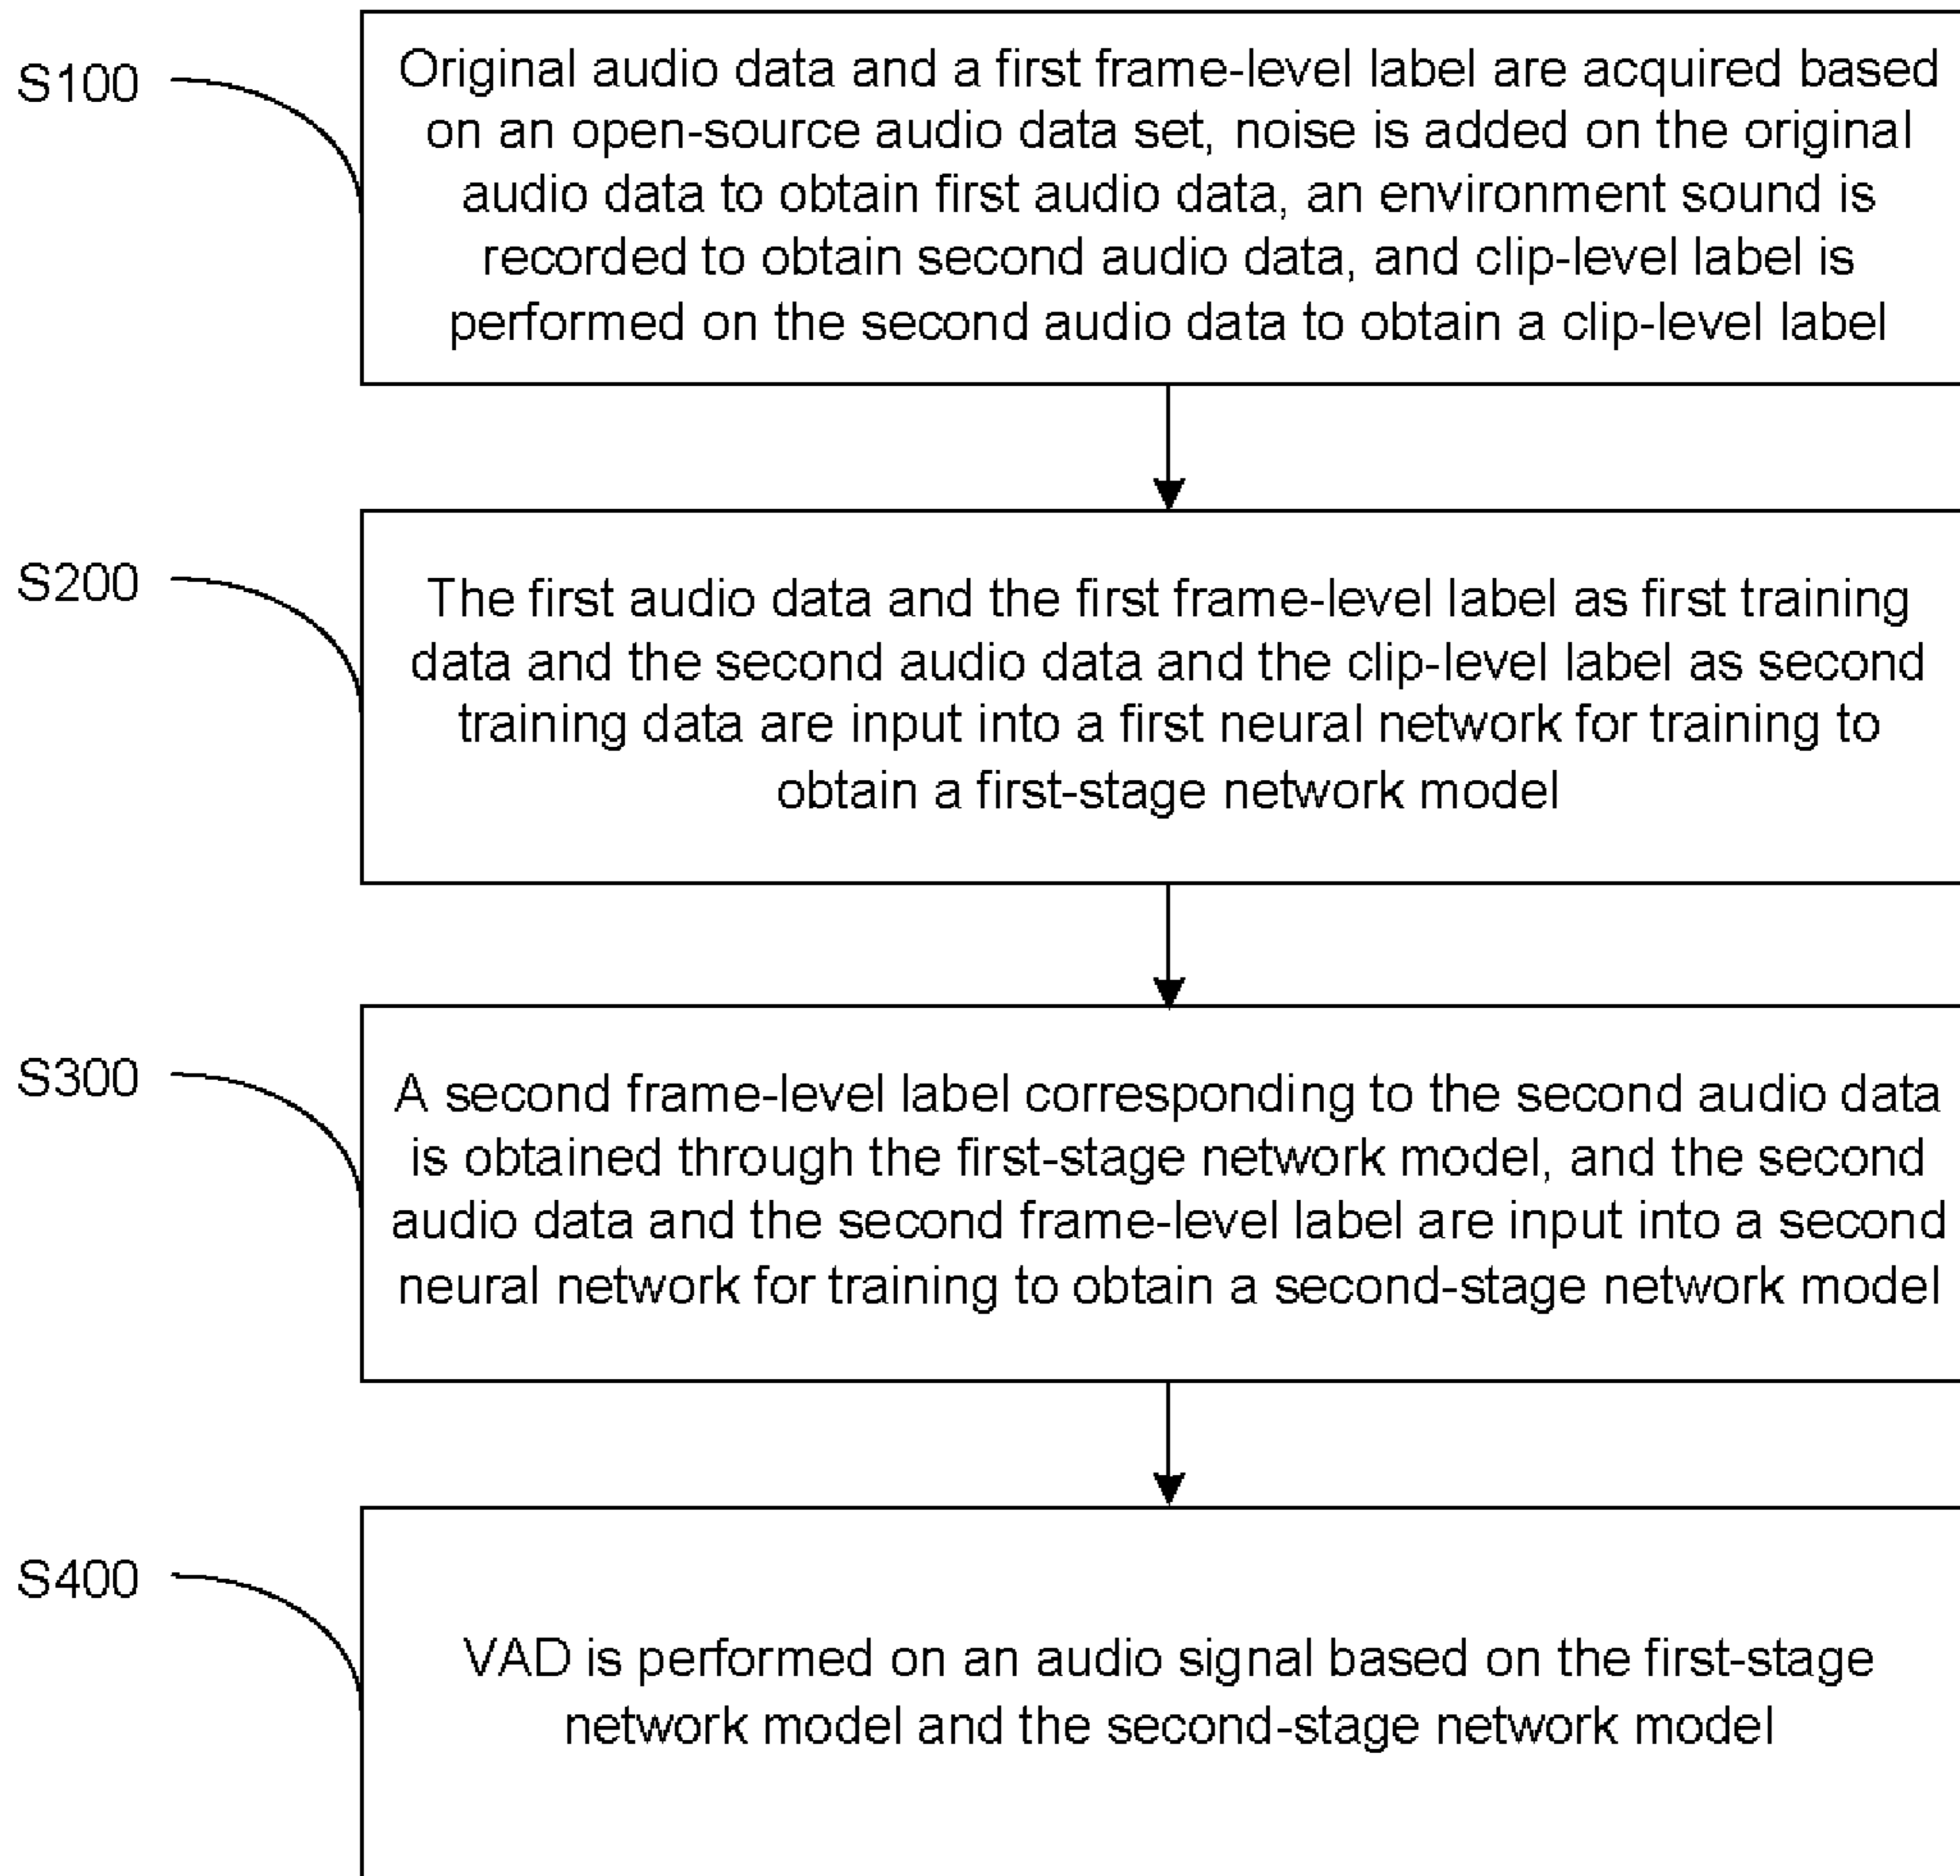 S100
Original audio data and a first frame-level label are acquired based
on an open-source audio data set, noise is added on the original
audio data to obtain first audio data, an environment sound is
recorded to obtain second audio data, and clip-level label is
performed on the second audio data to obtain a clip-level label
S200
The first audio data and the first frame-level label as first training
data and the second audio data and the clip-level label as second
training data are input into a first neural network for training to
obtain a first-stage network model
S300
A second frame-level label corresponding to the second audio data
is obtained through the first-stage network model, and the second
audio data and the second frame-level label are input into a second
neural network for training to obtain a second-stage network model
S400
VAD is performed on an audio signal based on the first-stage
network model and the second-stage network model